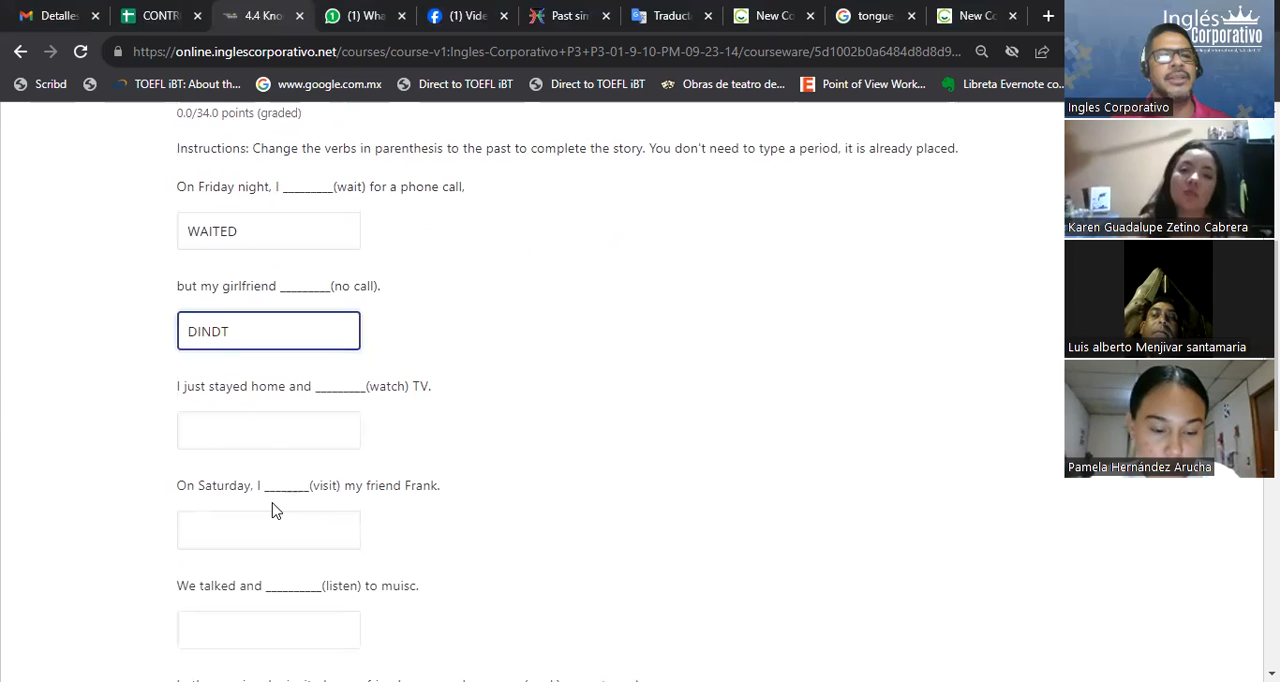 Detalles
CONTR
4.4 Kno
(1) Wha
(1) Vide
Past sin
Traduct
New Co
tongue
New Co
https://online.inglescorporativo.net/courses/course-v1:Ingles-Corporativo+P3+P3-01-9-10-PM-09-23-14/courseware/5d1002b0a6484d8d8d9...
Scribd
TOEFL iBT: About th...
www.google.com.mx
Direct to TOEFL iBT
Direct to TOEFL iBT
Obras de teatro de...
Point of View Work...
Libreta Evernote co...
0.0/34.0 points (graded)
Instructions: Change the verbs in parenthesis to the past to complete the story. You don't need to type a period, it is already placed.
On Friday night, I _________(wait) for a phone call,
WAITED
but my girlfriend _________(no call).
DINDT
I just stayed home and _________(watch) TV.
On Saturday, I ________(visit) my friend Frank.
We talked and __________(listen) to muisc.
Inglés
Corporativo
Ingles Corporativo
Karen Guadalupe Zetino Cabrera
Luis alberto Menjivar santamaria
Pamela Hernández Arucha